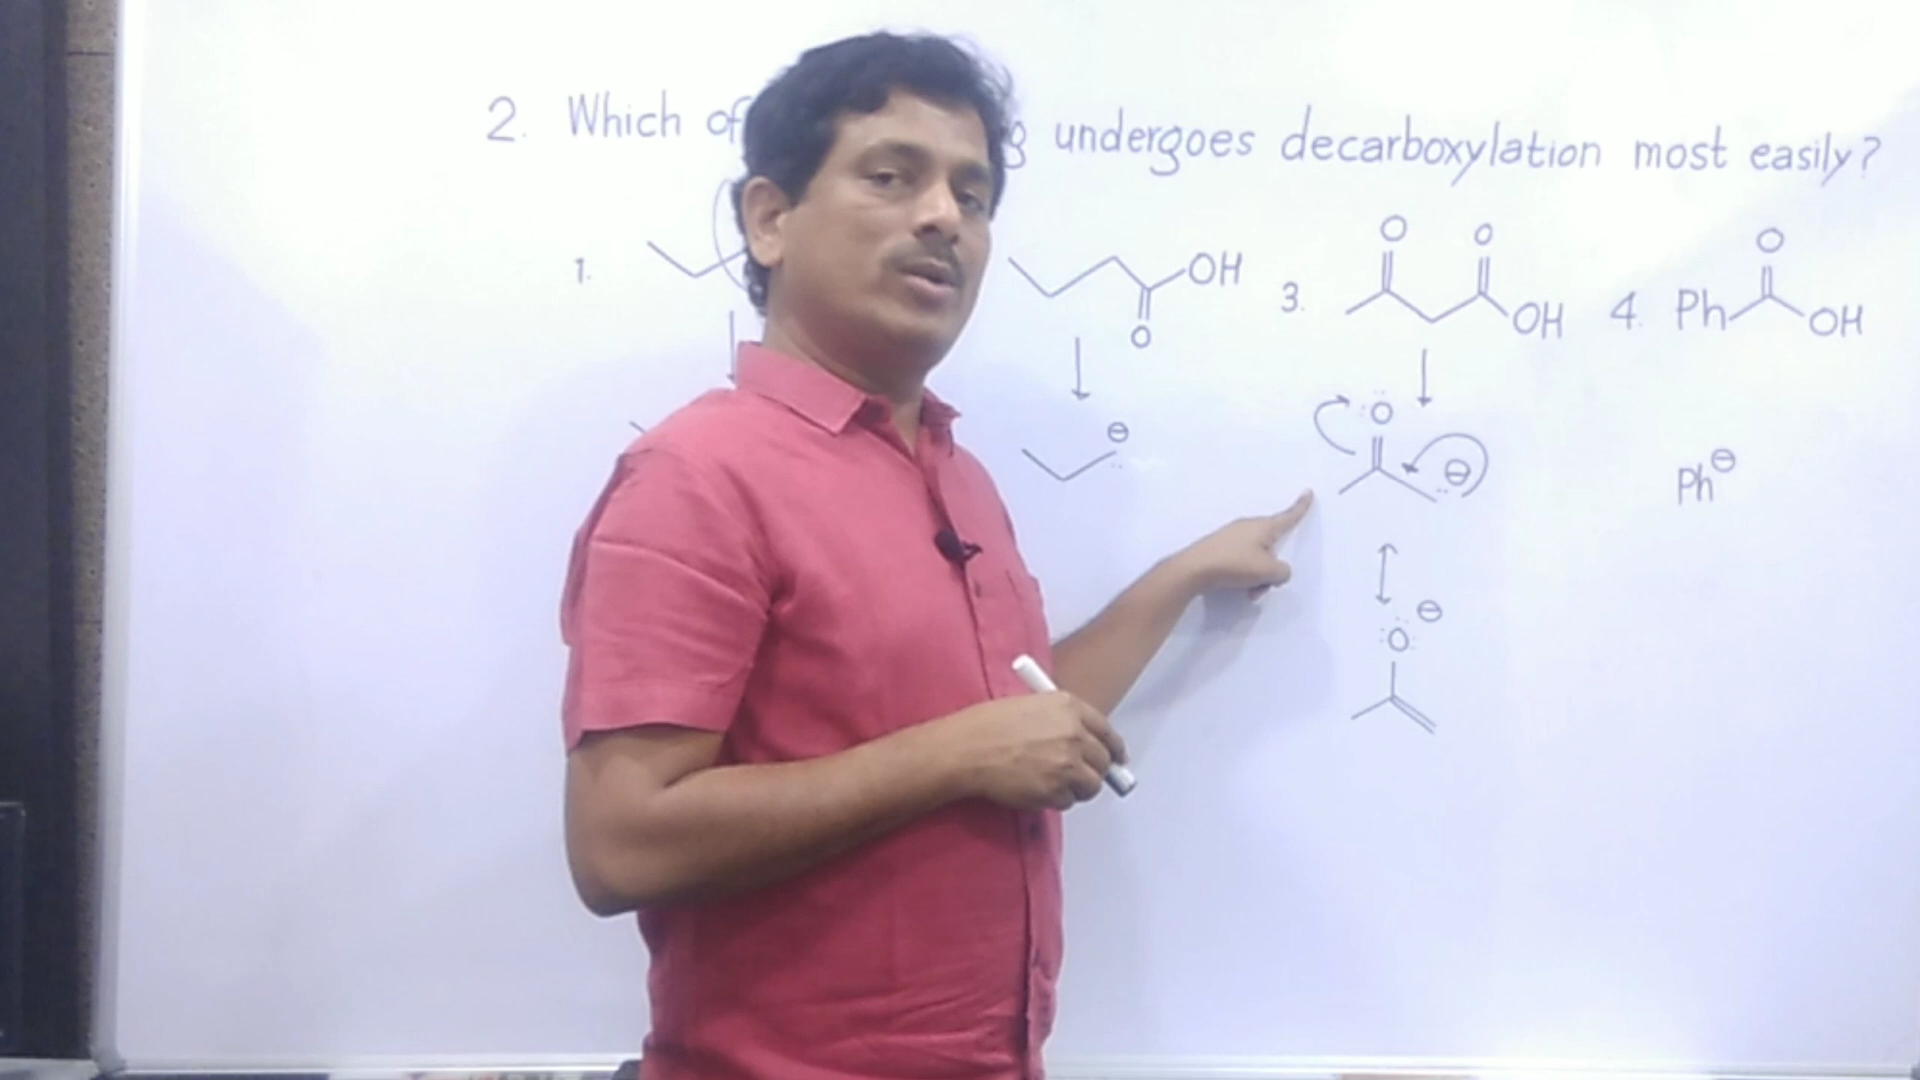 2. Which of undergoes decarboxylation most easily?
1. OH O 3. O O OH 4. Ph O OH
⊖ :O: ⊖ Ph⊖
:O: ⊖